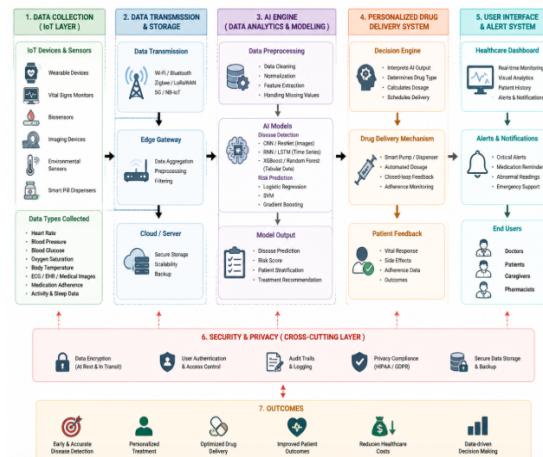 1. DATA COLLECTION
(IoT LAYER)
IoT Devices & Sensors
Wearable Devices
Vital Signs Monitors
Biosensors
Imaging Devices
Environmental
Sensors
Smart Pill Dispensers
Data Types Collected
• Heart Rate
• Blood Pressure
• Blood Glucose
• Oxygen Saturation
• Body Temperature
• ECG / EHR / Medical Images
• Medication Adherence
• Activity & Sleep Data
2. DATA TRANSMISSION
& STORAGE
Data Transmission
Wi-Fi / Bluetooth
Zigbee / LoRaWAN
5G / NB-IoT
Edge Gateway
Data Aggregation
Preprocessing
Filtering
Cloud / Server
• Secure Storage
• Scalability
• Backup
3. AI ENGINE
(DATA ANALYTICS & MODELING)
Data Preprocessing
• Data Cleaning
• Normalization
• Feature Extraction
• Handling Missing Values
AI Models
Disease Detection
• CNN / ResNet (Images)
• RNN / LSTM (Time Series)
• XGBoost / Random Forest
(Tabular Data)
Risk Prediction
• Logistic Regression
• SVM
• Gradient Boosting
Model Output
• Disease Prediction
• Risk Score
• Patient Stratification
• Treatment Recommendation
4. PERSONALIZED DRUG
DELIVERY SYSTEM
Decision Engine
• Interprets AI Output
• Determines Drug Type
• Calculates Dosage
• Schedules Delivery
Drug Delivery Mechanism
• Smart Pump / Dispenser
• Automated Dosage
• Closed-loop Feedback
• Adherence Monitoring
Patient Feedback
• Vital Response
• Side Effects
• Adherence Data
• Outcomes
5. USER INTERFACE
& ALERT SYSTEM
Healthcare Dashboard
• Real-time Monitoring
• Visual Analytics
• Patient History
• Alerts & Notifications
Alerts & Notifications
• Critical Alerts
• Medication Reminder
• Abnormal Readings
• Emergency Support
End Users
Doctors
Patients
Caregivers
Pharmacists
6. SECURITY & PRIVACY ( CROSS-CUTTING LAYER )
Data Encryption
(At Rest & In Transit)
User Authentication
& Access Control
Audit Trails
& Logging
Privacy Compliance
(HIPAA / GDPR)
Secure Data Storage
& Backup
7. OUTCOMES
Early & Accurate
Disease Detection
Personalized
Treatment
Optimized Drug
Delivery
Improved Patient
Outcomes
Reduces Healthcare
Costs
Data-driven
Decision Making